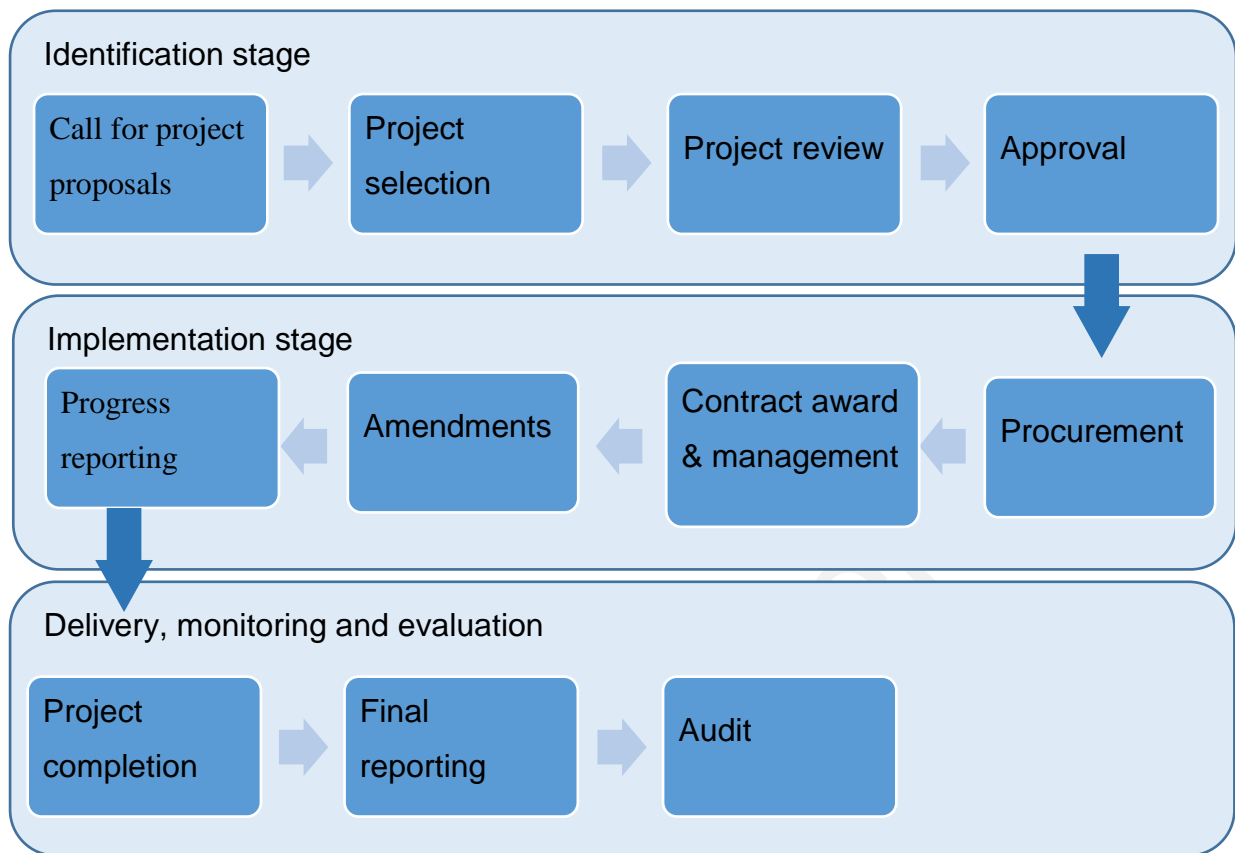 Identification stage
Call for project
proposals
Project
selection
Project review
Approval
Implementation stage
Progress
reporting
Amendments
Contract award
& management
Procurement
Delivery, monitoring and evaluation
Project
completion
Final
reporting
Audit